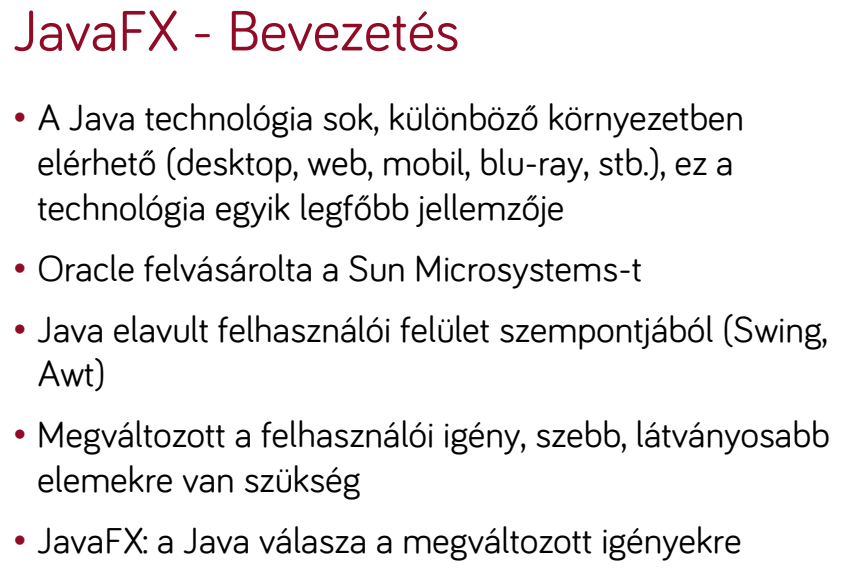 JavaFX - Bevezetés
• A Java technológia sok, különböző környezetben
elérhető (desktop, web, mobil, blu-ray, stb.), ez a
technológia egyik legfőbb jellemzője
• Oracle felvásárolta a Sun Microsystems-t
• Java elavult felhasználói felület szempontjából (Swing,
Awt)
• Megváltozott a felhasználói igény, szebb, látványosabb
elemekre van szükség
• JavaFX: a Java válasza a megváltozott igényekre